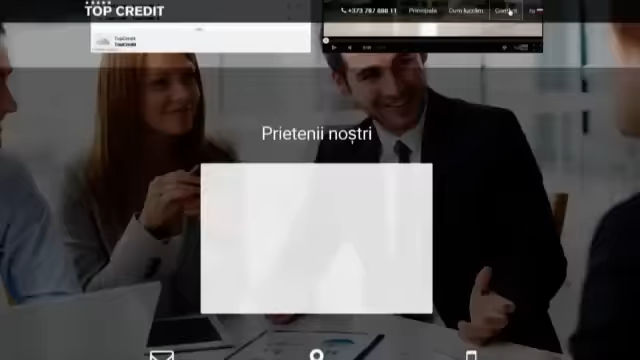 TOP CREDIT
+373 787 888 11
Principala
Cum lucrăm
Prietenii noștri